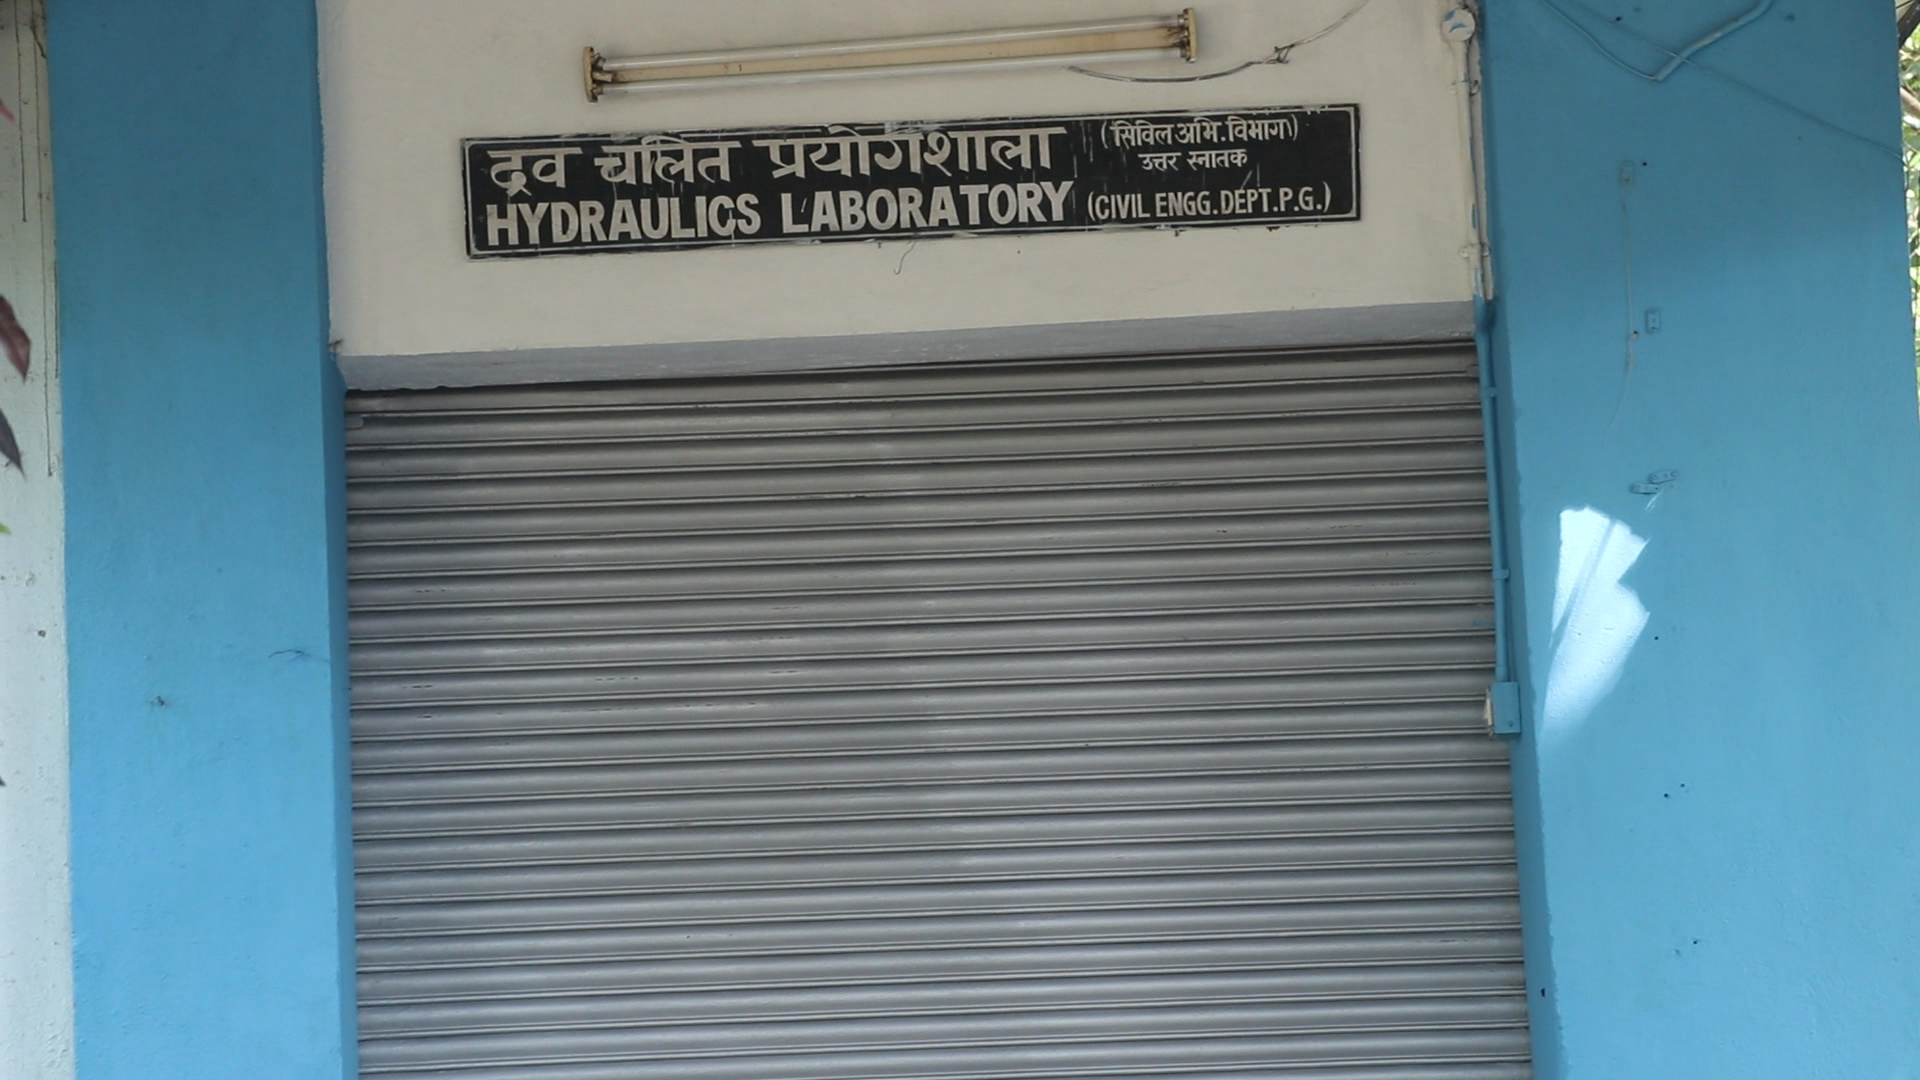 द्रव चलित प्रयोगशाला (सिविल अभि.विभाग)
उत्तर स्नातक
HYDRAULICS LABORATORY (CIVIL ENGG.DEPT.P.G.)